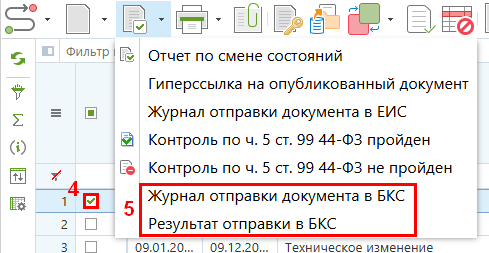 Фильтр
Отчет по смене состояний
Гиперссылка на опубликованный документ
Журнал отправки документа в ЕИС
Контроль по ч. 5 ст. 99 44-ФЗ пройден
Контроль по ч. 5 ст. 99 44-ФЗ не пройден
4
1
5
Журнал отправки документа в БКС
2
Результат отправки в БКС
3 09.01.20... 09.12.20... Техническое изменение